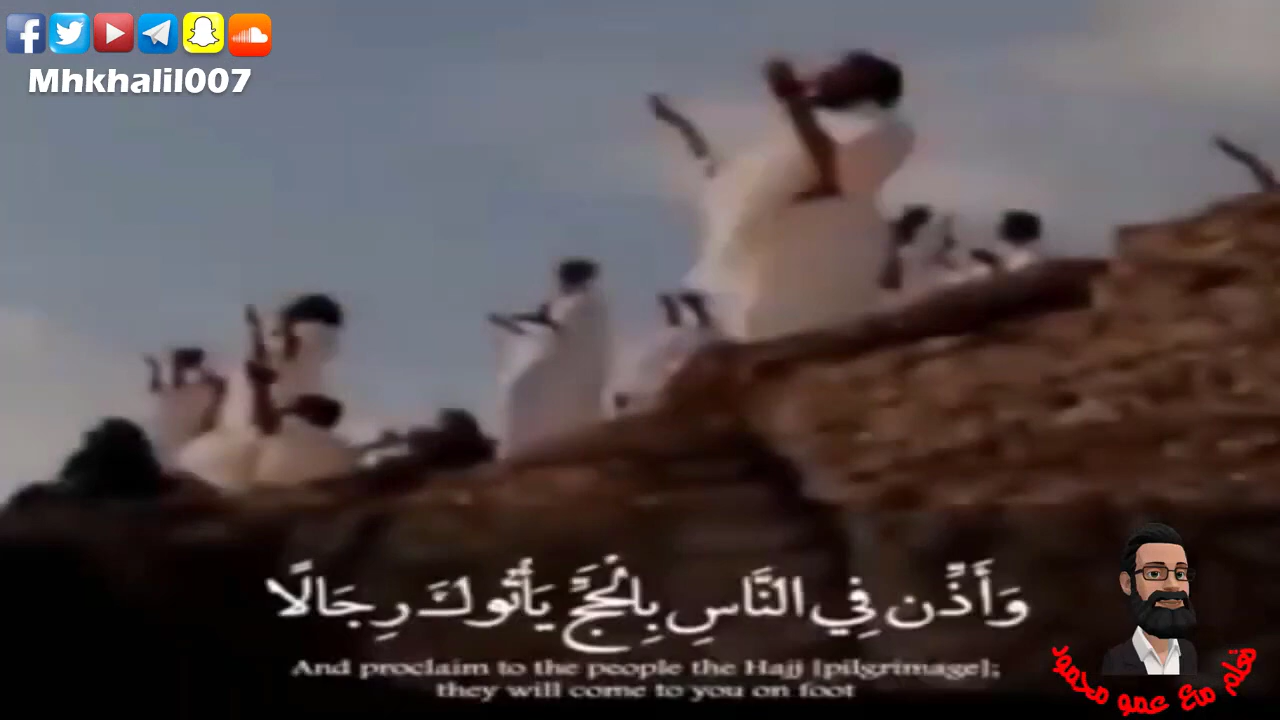 Mhkhalil007
وَأَذِّن فِي النَّاسِ بِالْحَجِّ يَأْتُوكَ رِجَالًا
And proclaim to the people the Hajj [pilgrimage];
they will come to you on foot
تعلم مع عمو محمود